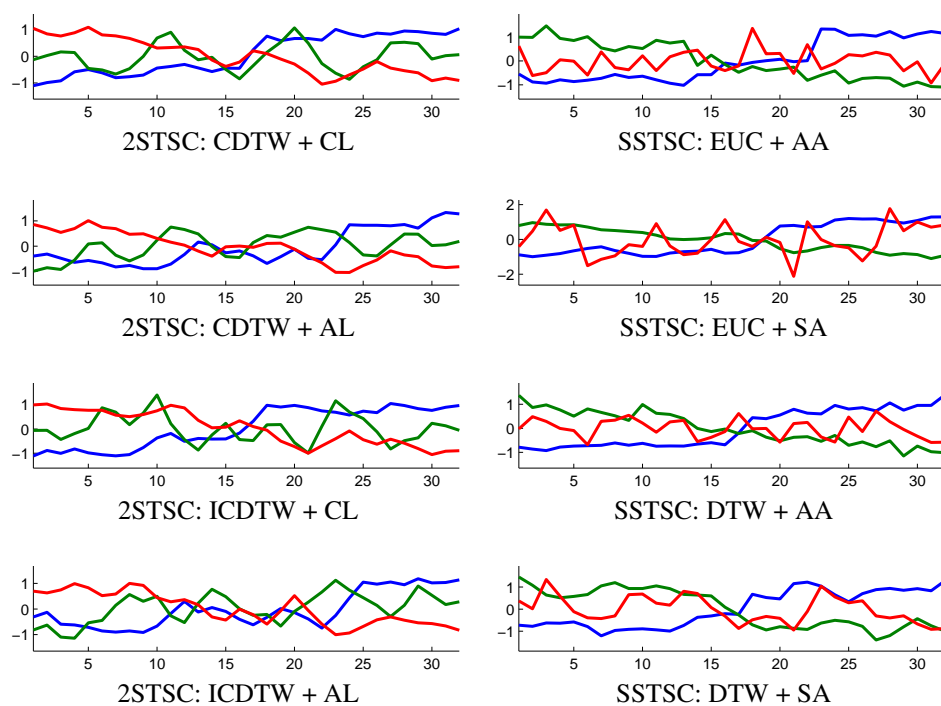 1
0
−1
5 10 15 20 25 30
2STSC: CDTW + CL
1
0
−1
5 10 15 20 25 30
SSTSC: EUC + AA
1
0
−1
5 10 15 20 25 30
2STSC: CDTW + AL
2
0
−2
5 10 15 20 25 30
SSTSC: EUC + SA
1
0
−1
5 10 15 20 25 30
2STSC: ICDTW + CL
1
0
−1
5 10 15 20 25 30
SSTSC: DTW + AA
1
0
−1
5 10 15 20 25 30
2STSC: ICDTW + AL
1
0
−1
5 10 15 20 25 30
SSTSC: DTW + SA